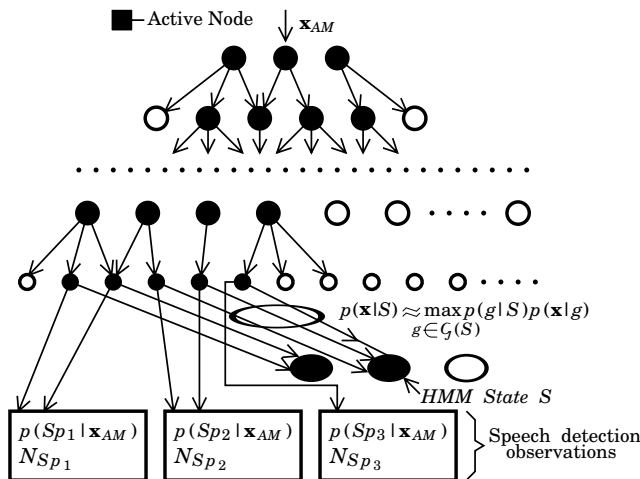 Active Node
x_AM
p(x|S) ≈ max p(g|S)p(x|g)
g∈𝒢(S)
HMM State S
p(Sp₁|x_AM) p(Sp₂|x_AM) p(Sp₃|x_AM) Speech detection
N_Sp₁ N_Sp₂ N_Sp₃ observations